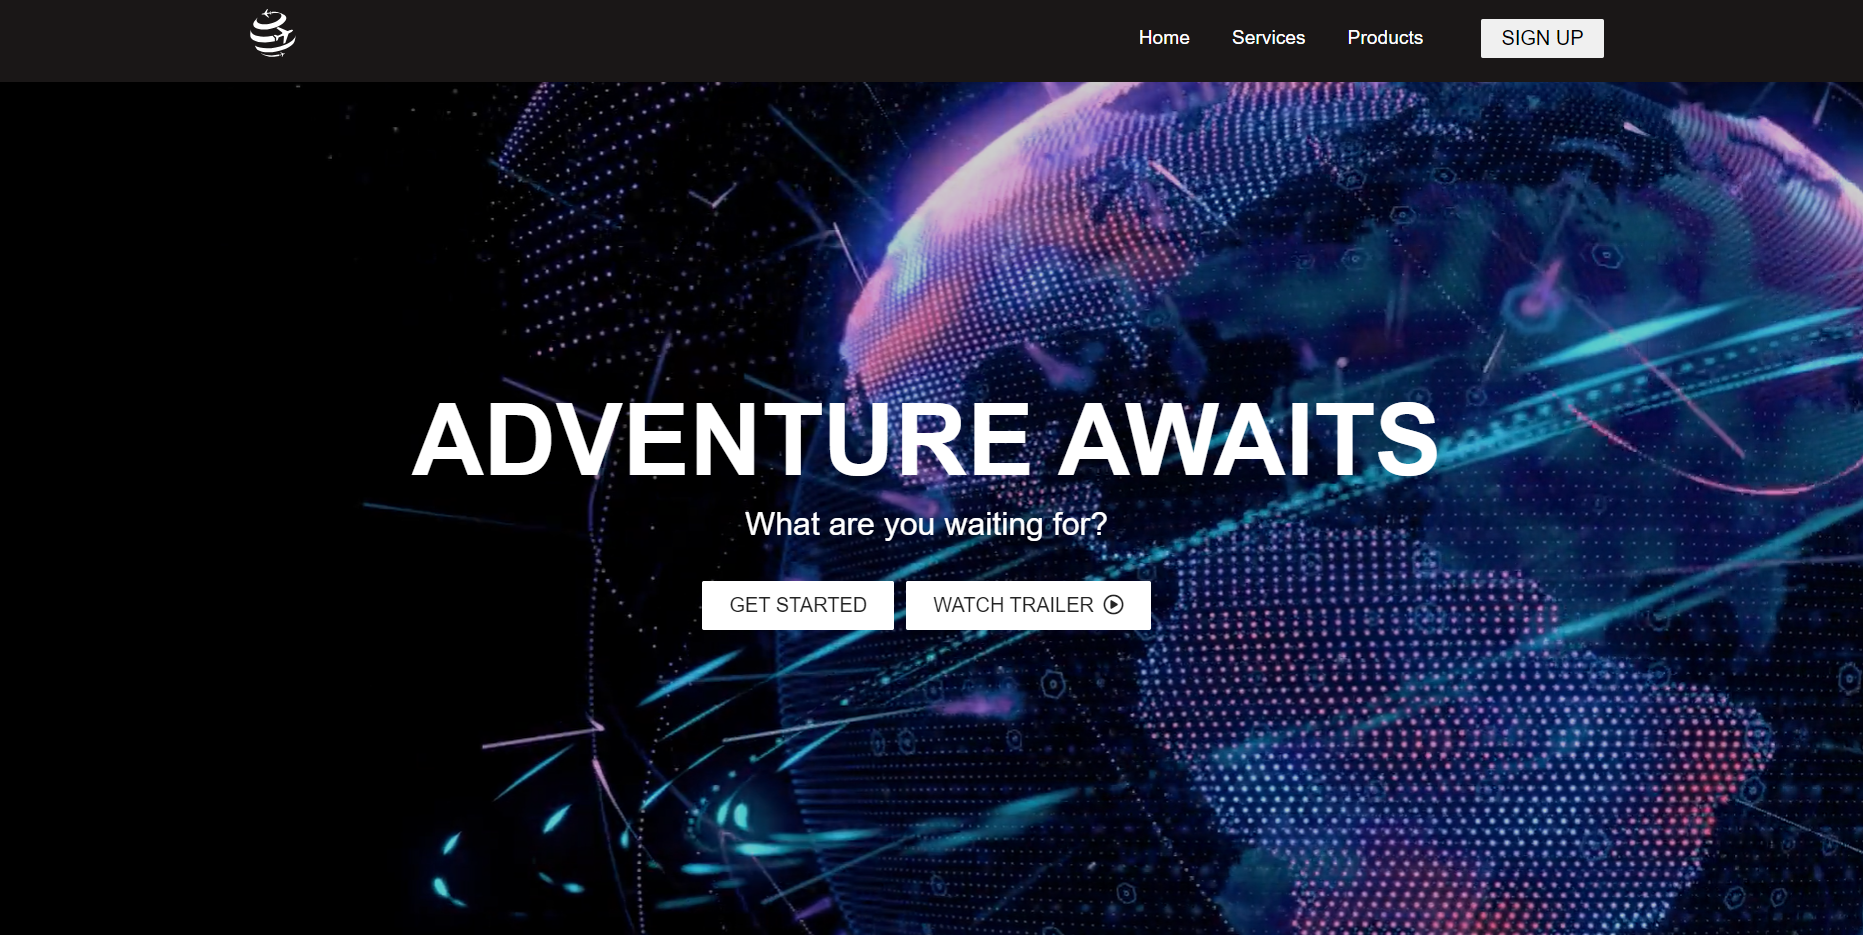 Home Services Products SIGN UP
ADVENTURE AWAITS
What are you waiting for?
GET STARTED WATCH TRAILER